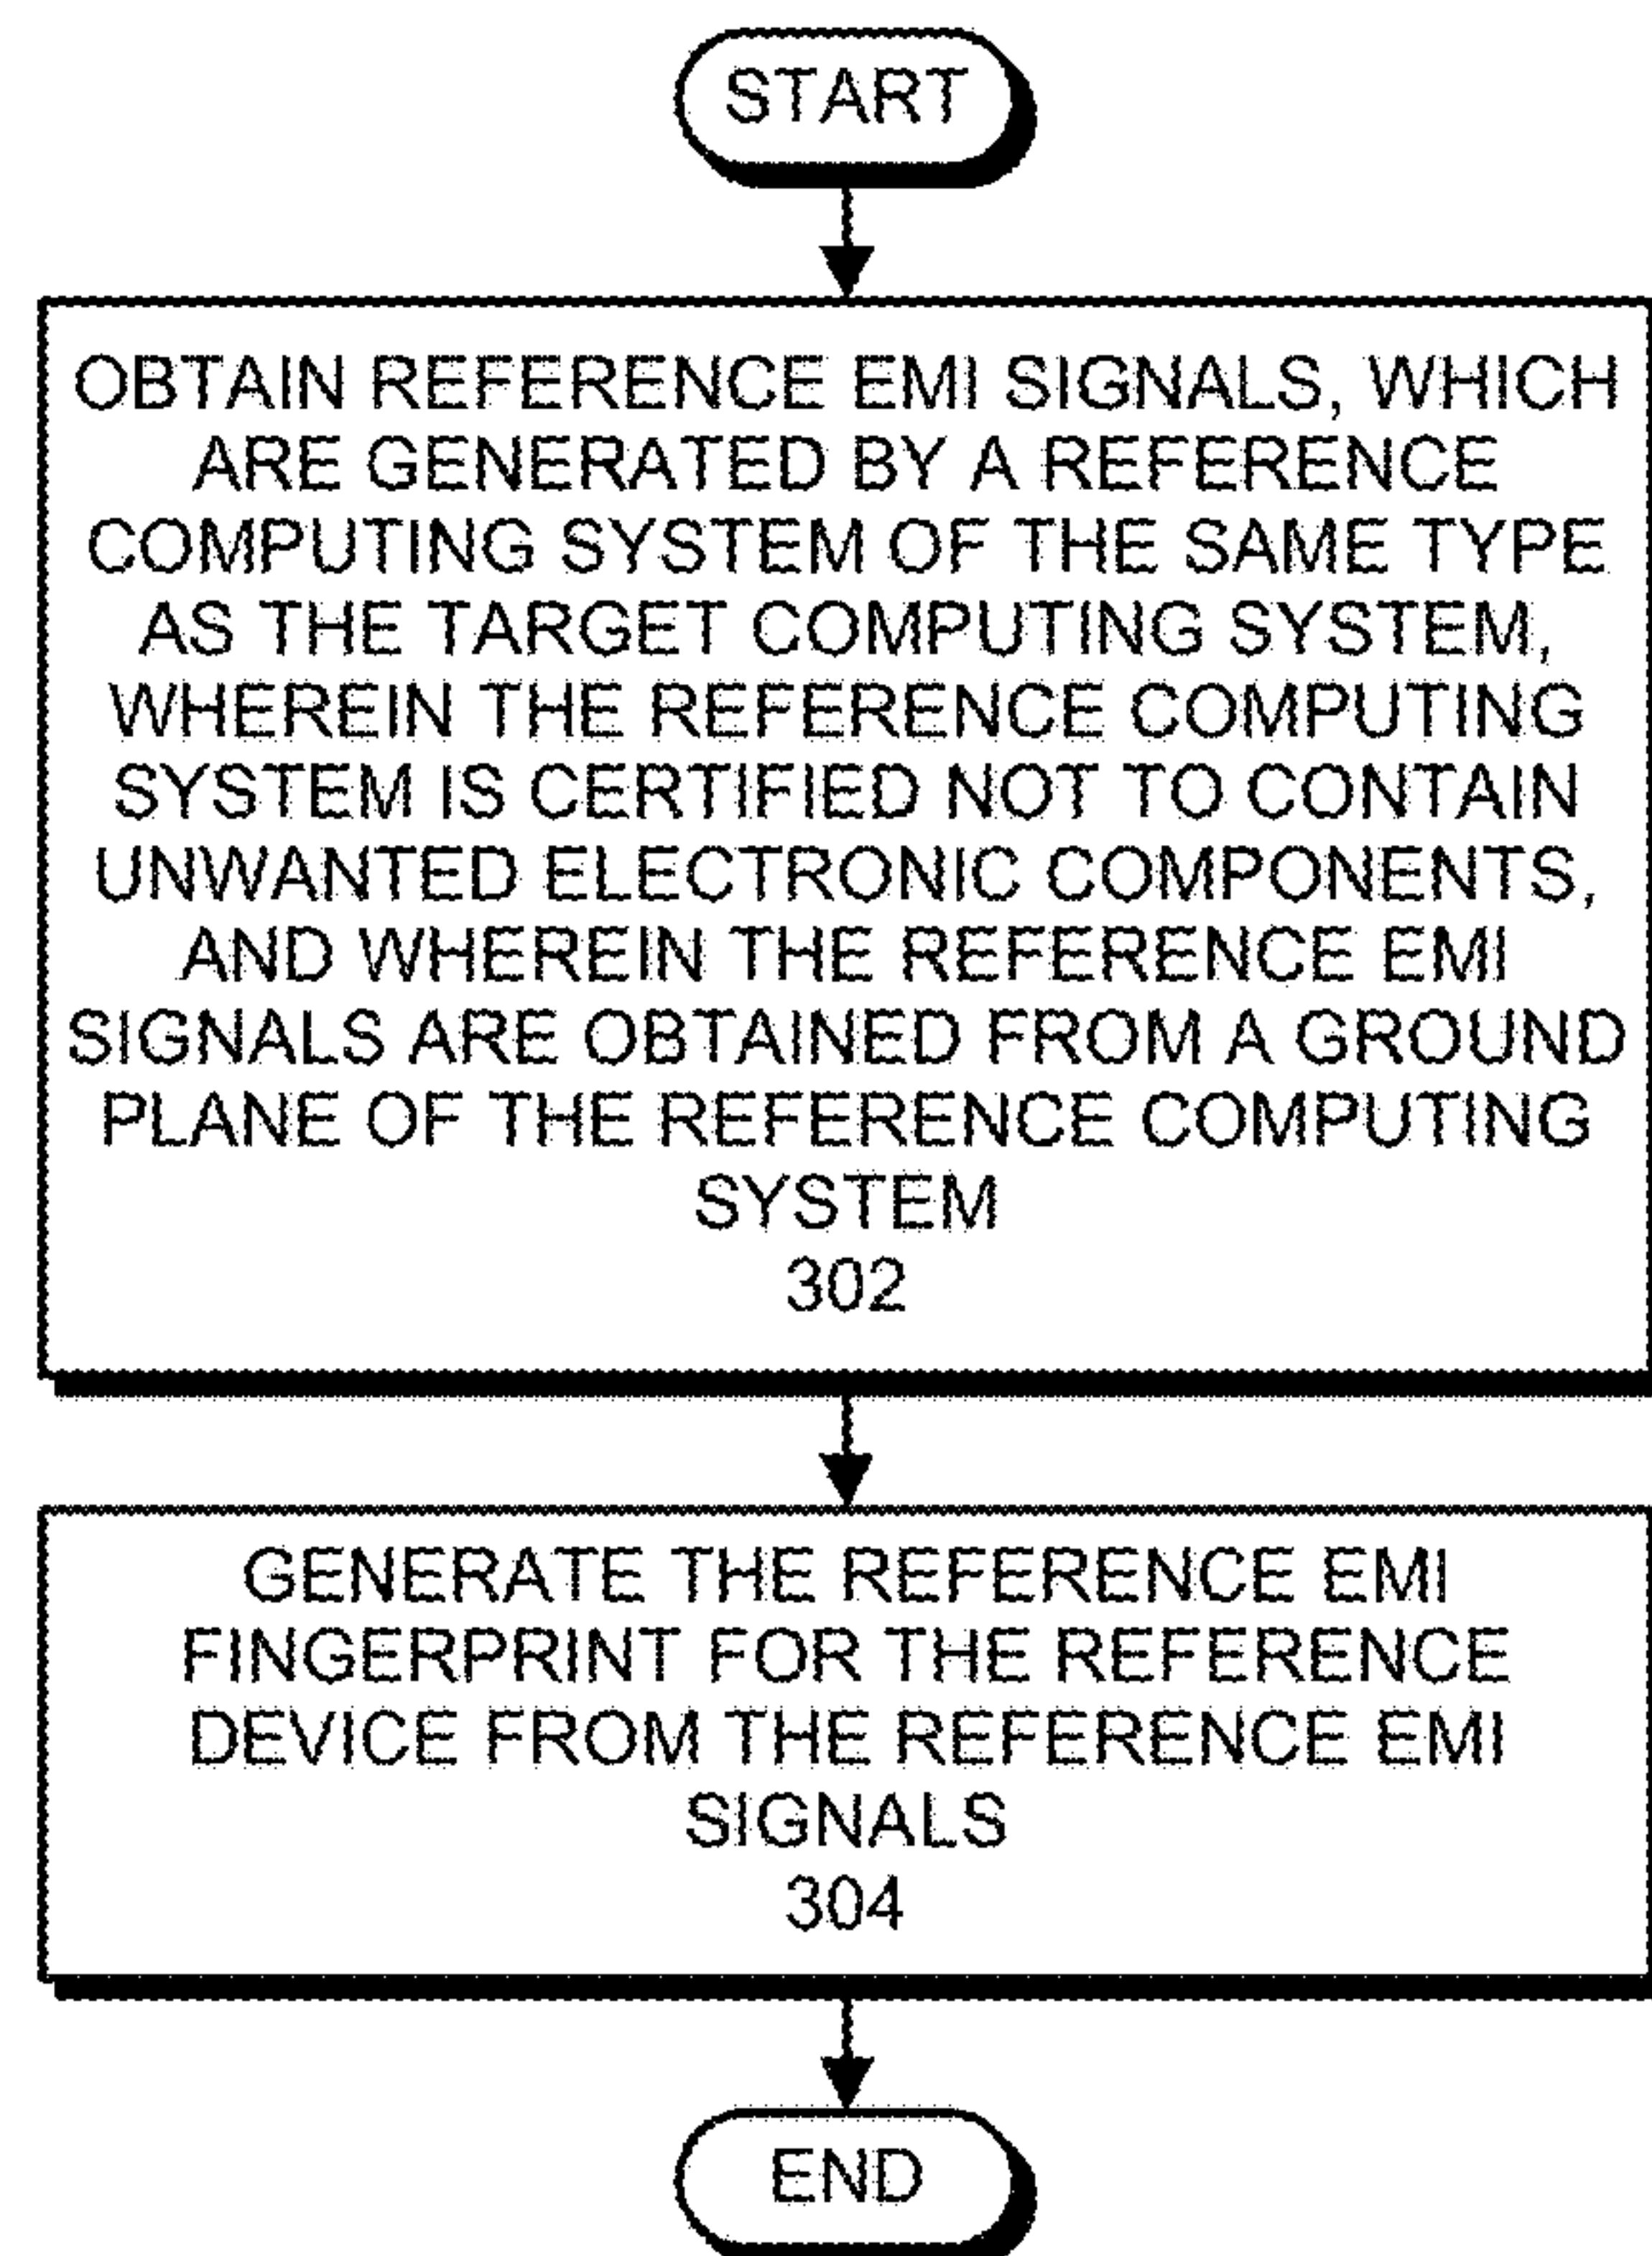 START
OBTAIN REFERENCE EMI SIGNALS, WHICH
ARE GENERATED BY A REFERENCE
COMPUTING SYSTEM OF THE SAME TYPE
AS THE TARGET COMPUTING SYSTEM,
WHEREIN THE REFERENCE COMPUTING
SYSTEM IS CERTIFIED NOT TO CONTAIN
UNWANTED ELECTRONIC COMPONENTS,
AND WHEREIN THE REFERENCE EMI
SIGNALS ARE OBTAINED FROM A GROUND
PLANE OF THE REFERENCE COMPUTING
SYSTEM
302
GENERATE THE REFERENCE EMI
FINGERPRINT FOR THE REFERENCE
DEVICE FROM THE REFERENCE EMI
SIGNALS
304
END